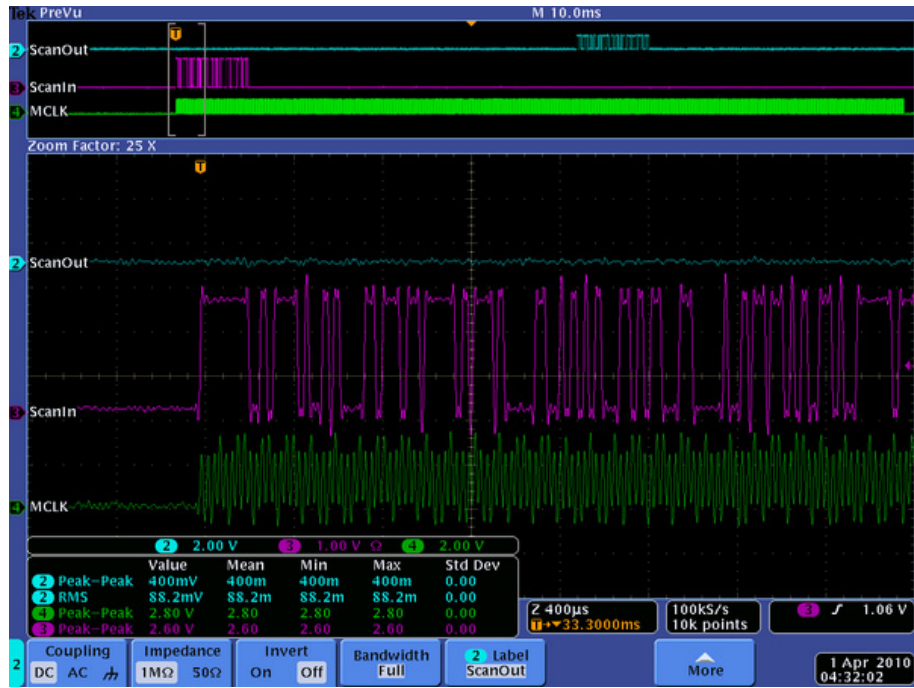 Tek PreVu M 10.0ms
T
2 ScanOut
3 ScanIn
4 MCLK
Zoom Factor: 25 X
T
2 ScanOut
3 ScanIn
4 MCLK
2 2.00 V 3 1.00 V Ω 4 2.00 V
Value Mean Min Max Std Dev
2 Peak-Peak 400mV 400m 400m 400m 0.00
2 RMS 88.2mV 88.2m 88.2m 88.2m 0.00
4 Peak-Peak 2.80 V 2.80 2.80 2.80 0.00
3 Peak-Peak 2.60 V 2.60 2.60 2.60 0.00
Z 400µs
T→▼33.3000ms
100kS/s
10k points
3 1.06 V
2
Coupling
DC AC
Impedance
1MΩ 50Ω
Invert
On Off
Bandwidth
Full
2 Label
ScanOut
More
1 Apr 2010
04:32:02